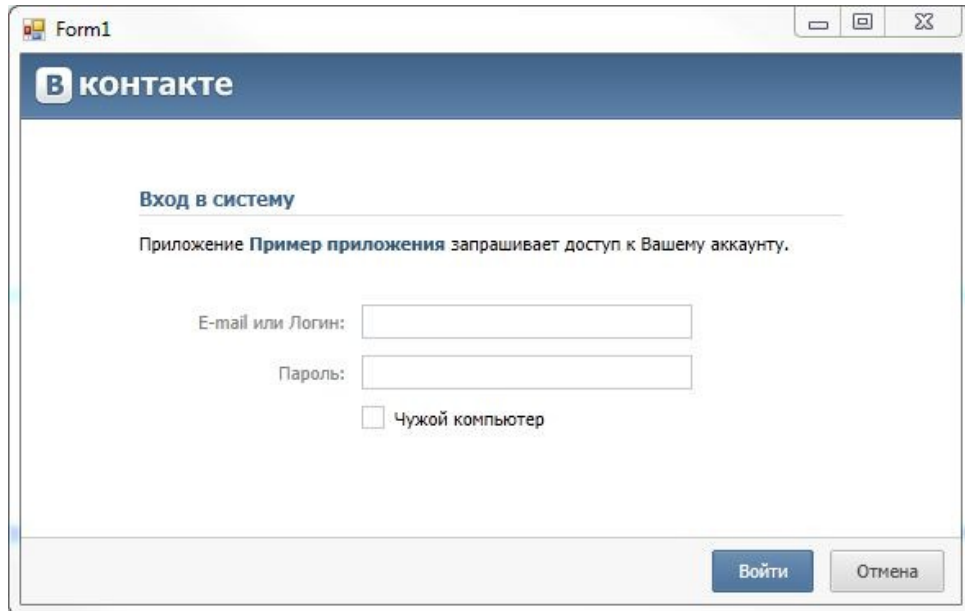 Form1
В контакте
Вход в систему
Приложение Пример приложения запрашивает доступ к Вашему аккаунту.
E-mail или Логин:
Пароль:
Чужой компьютер
Войти Отмена